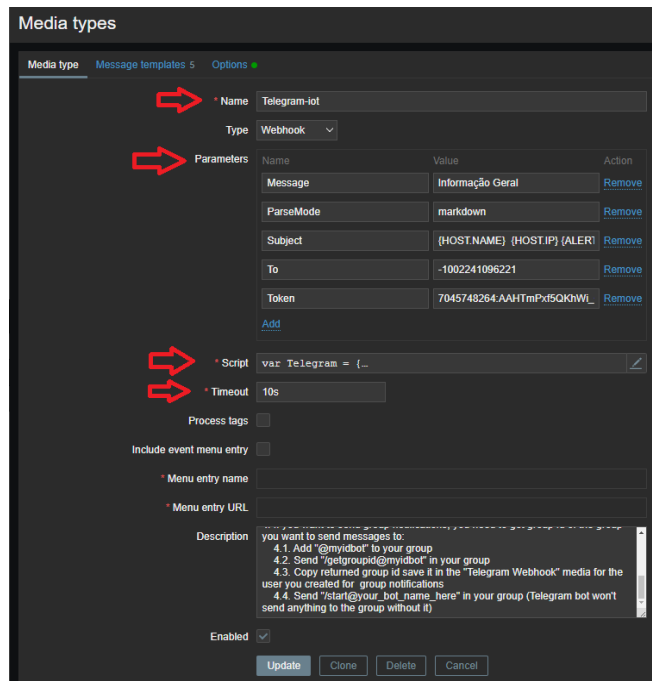 Media types
Media type Message templates 5 Options
* Name Telegram-iot
Type Webhook
Parameters Name Value Action
Message Informação Geral Remove
ParseMode markdown Remove
Subject {HOST.NAME} {HOST.IP} {ALERT Remove
To -1002241096221 Remove
Token 7045748264:AAHTmPxf5QKhWi_ Remove
Add
* Script var Telegram = {…
* Timeout 10s
Process tags
Include event menu entry
* Menu entry name
* Menu entry URL
Description
you want to send messages to:
4.1. Add "@myidbot" to your group
4.2. Send "/getgroupid@myidbot" in your group
4.3. Copy returned group id save it in the "Telegram Webhook" media for the
user you created for group notifications
4.4. Send "/start@your_bot_name_here" in your group (Telegram bot won't
send anything to the group without it)
Enabled
Update Clone Delete Cancel